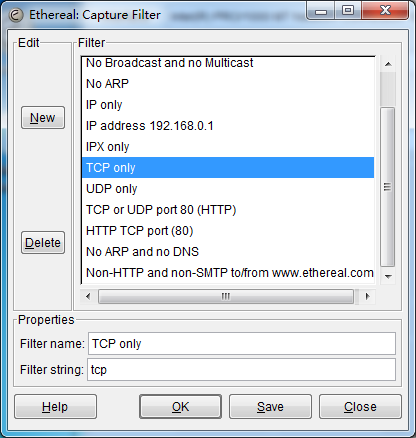 Ethereal: Capture Filter
Edit
Filter
New
Delete
No Broadcast and no Multicast
No ARP
IP only
IP address 192.168.0.1
IPX only
TCP only
UDP only
TCP or UDP port 80 (HTTP)
HTTP TCP port (80)
No ARP and no DNS
Non-HTTP and non-SMTP to/from www.ethereal.com
Properties
Filter name: TCP only
Filter string: tcp
Help OK Save Close